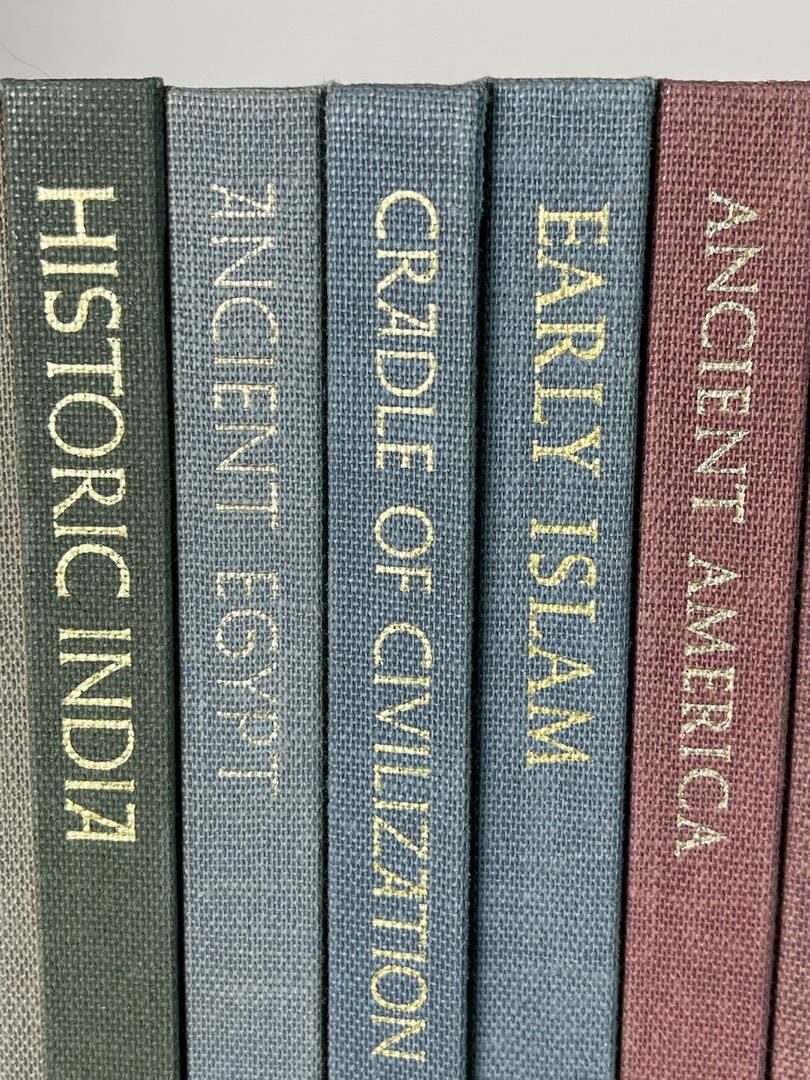 HISTORIC INDIA
ANCIENT EGYPT
CRADLE OF CIVILIZATION
EARLY ISLAM
ANCIENT AMERICA